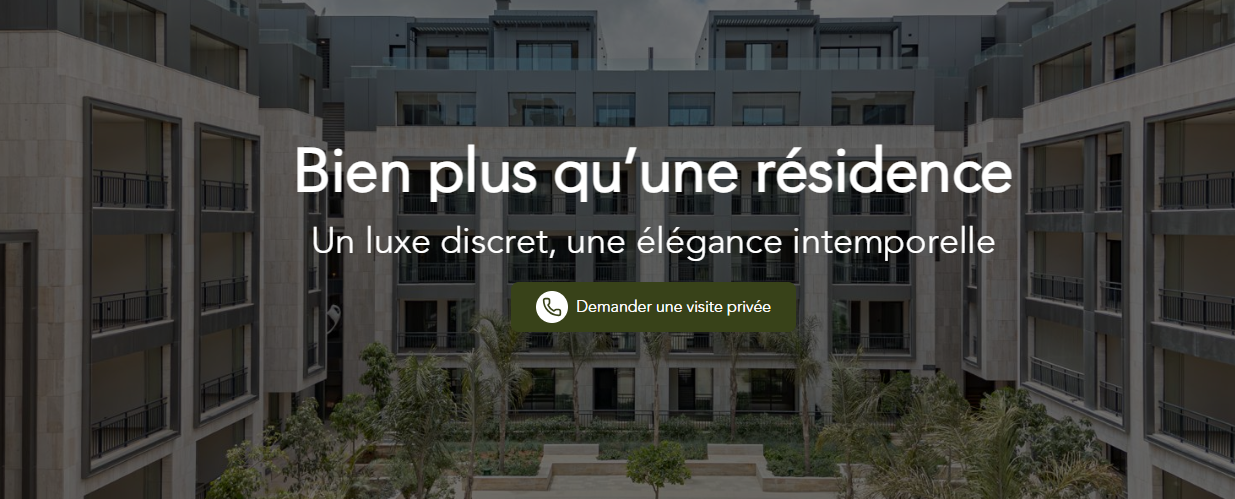 Bien plus qu’une résidence
Un luxe discret, une élégance intemporelle
Demander une visite privée